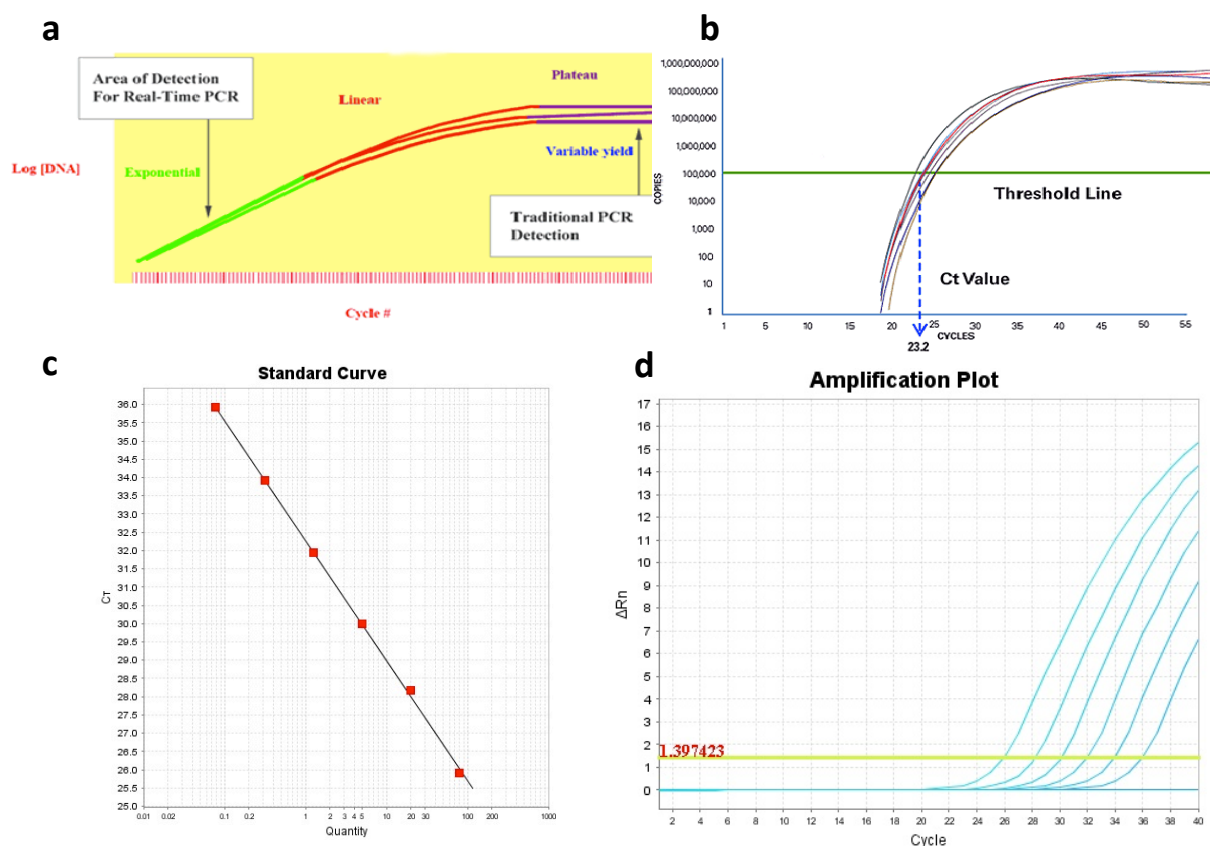 a
Area of Detection
For Real-Time PCR
Plateau
Linear
Log [DNA]
Exponential
Variable yield
Traditional PCR
Detection
Cycle #
b
1,000,000,000
100,000,000
10,000,000
1,000,000
100,000
10,000
1,000
100
10
1
COPIES
Threshold Line
Ct Value
1 5 10 15 20 25 30 35 40 45 50 55
CYCLES
23.2
c
Standard Curve
36.0
35.5
35.0
34.5
34.0
33.5
33.0
32.5
32.0
31.5
31.0
30.5
30.0
29.5
29.0
28.5
28.0
27.5
27.0
26.5
26.0
25.5
25.0
CT
0.01 0.02 0.1 0.2 1 2 3 4 5 10 20 30 100 200 1000
Quantity
d
Amplification Plot
17
16
15
14
13
12
11
10
9
8
7
6
5
4
3
2
1
0
ΔRn
1.397423
2 4 6 8 10 12 14 16 18 20 22 24 26 28 30 32 34 36 38 40
Cycle